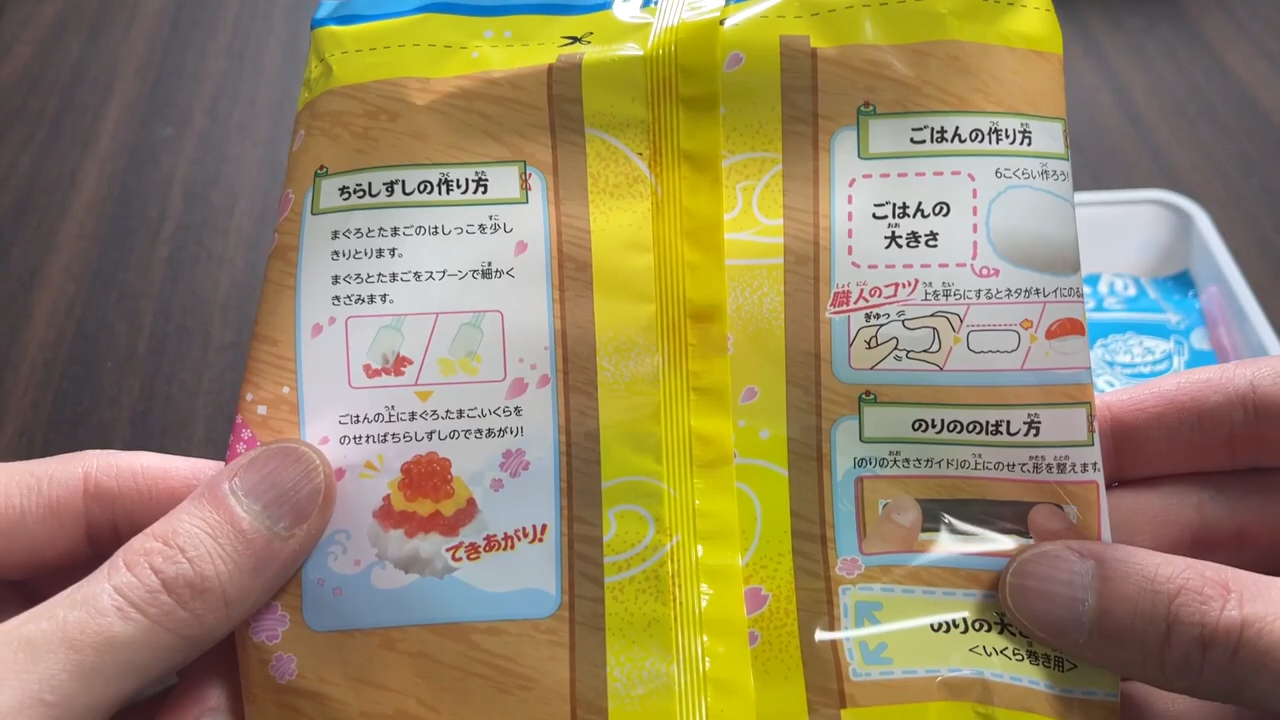 ちらしずしの作り方
まぐろとたまごのはしっこを少し
きりとります。
まぐろとたまごをスプーンで細かく
きざみます。
ごはんの上にまぐろ、たまご、いくらを
のせればちらしずしのできあがり!
できあがり!
ごはんの作り方
6こくらい作ろう!
ごはんの
大きさ
職人のコツ 上を平らにするとネタがキレイにのる
ぎゅっ
のりののばし方
「のりの大きさガイド」の上にのせて、形を整えます。
のりの大
<いくら巻き用>